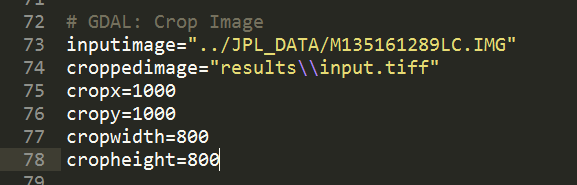 72 # GDAL: Crop Image
73 inputimage="../JPL_DATA/M135161289LC.IMG"
74 croppedimage="results\\input.tiff"
75 cropx=1000
76 cropy=1000
77 cropwidth=800
78 cropheight=800